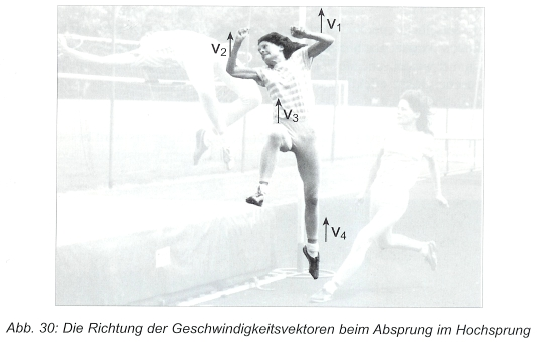 v₁
v₂
v₃
v₄
Abb. 30: Die Richtung der Geschwindigkeitsvektoren beim Absprung im Hochsprung